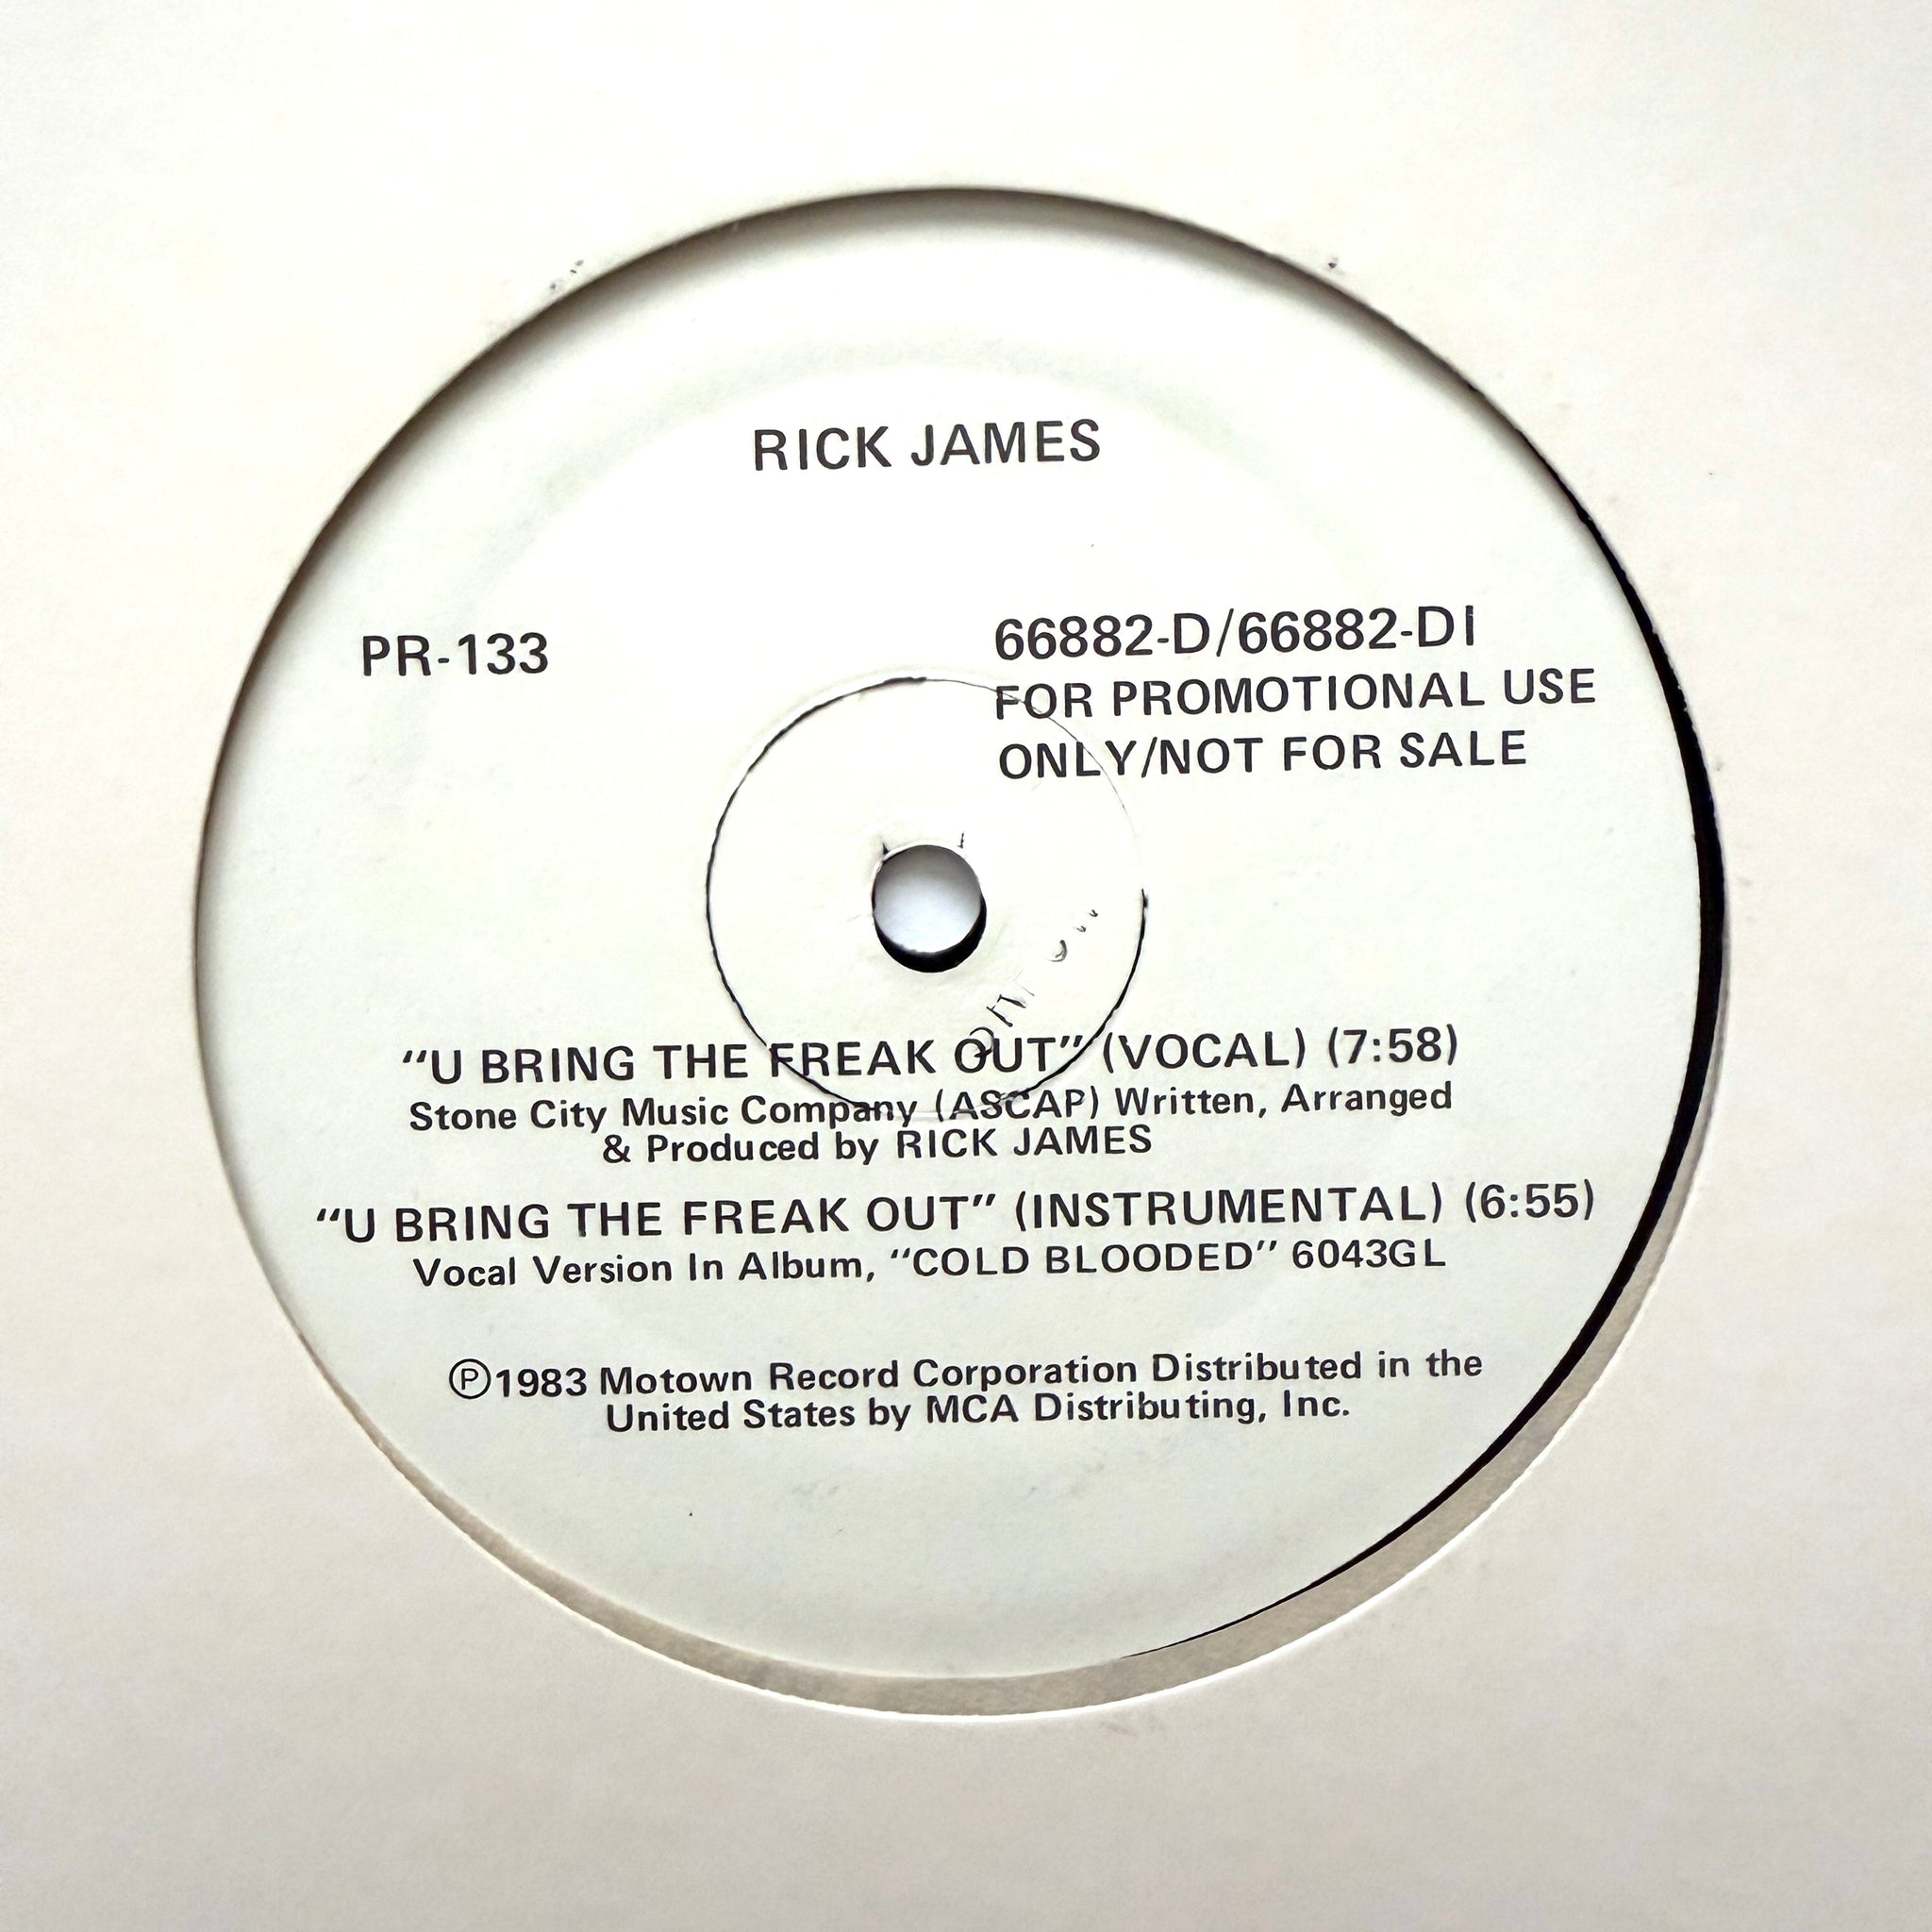 RICK JAMES
PR-133
66882-D/66882-DI
FOR PROMOTIONAL USE
ONLY/NOT FOR SALE
“U BRING THE FREAK OUT” (VOCAL) (7:58)
Stone City Music Company (ASCAP) Written, Arranged
& Produced by RICK JAMES
“U BRING THE FREAK OUT” (INSTRUMENTAL) (6:55)
Vocal Version In Album, “COLD BLOODED” 6043GL
Ⓟ1983 Motown Record Corporation Distributed in the
United States by MCA Distributing, Inc.